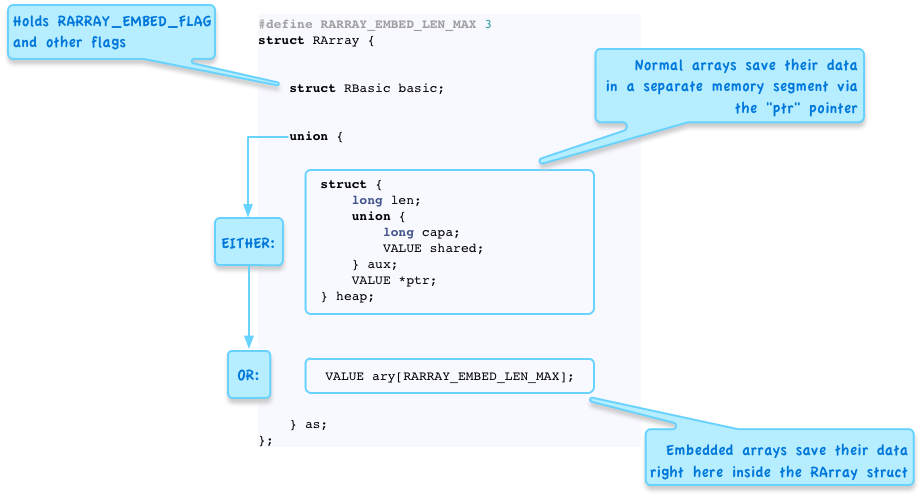 Holds RARRAY_EMBED_FLAG
and other flags
#define RARRAY_EMBED_LEN_MAX 3
struct RArray {
struct RBasic basic;
Normal arrays save their data
in a separate memory segment via
the "ptr" pointer
union {
struct {
long len;
union {
long capa;
VALUE shared;
} aux;
VALUE *ptr;
} heap;
EITHER:
OR:
VALUE ary[RARRAY_EMBED_LEN_MAX];
} as;
};
Embedded arrays save their data
right here inside the RArray struct